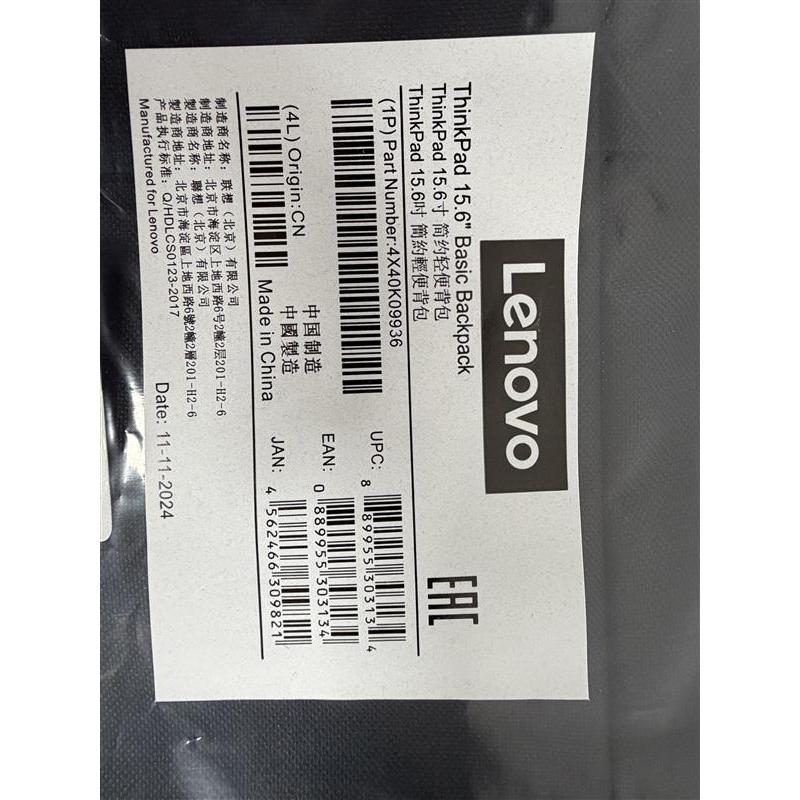 Lenovo
EAC
ThinkPad 15.6" Basic Backpack
ThinkPad 15.6寸 简约轻便背包
ThinkPad 15.6吋 簡約輕便背包
(1P) Part Number:4X40K09936
UPC:
8 89955 30313 4
(4L) Origin:CN
中国制造
中國製造
Made in China
EAN:
0 889955 303134
JAN:
4 562466 309821
制造商名称: 联想（北京）有限公司
制造商地址: 北京市海淀区上地西路6号2幢2层201-H2-6
製造商名稱: 聯想（北京）有限公司
製造商地址: 北京市海淀區上地西路6號2幢2層201-H2-6
产品执行标准: Q/HDLCS0123-2017
Manufactured for Lenovo
Date: 11-11-2024